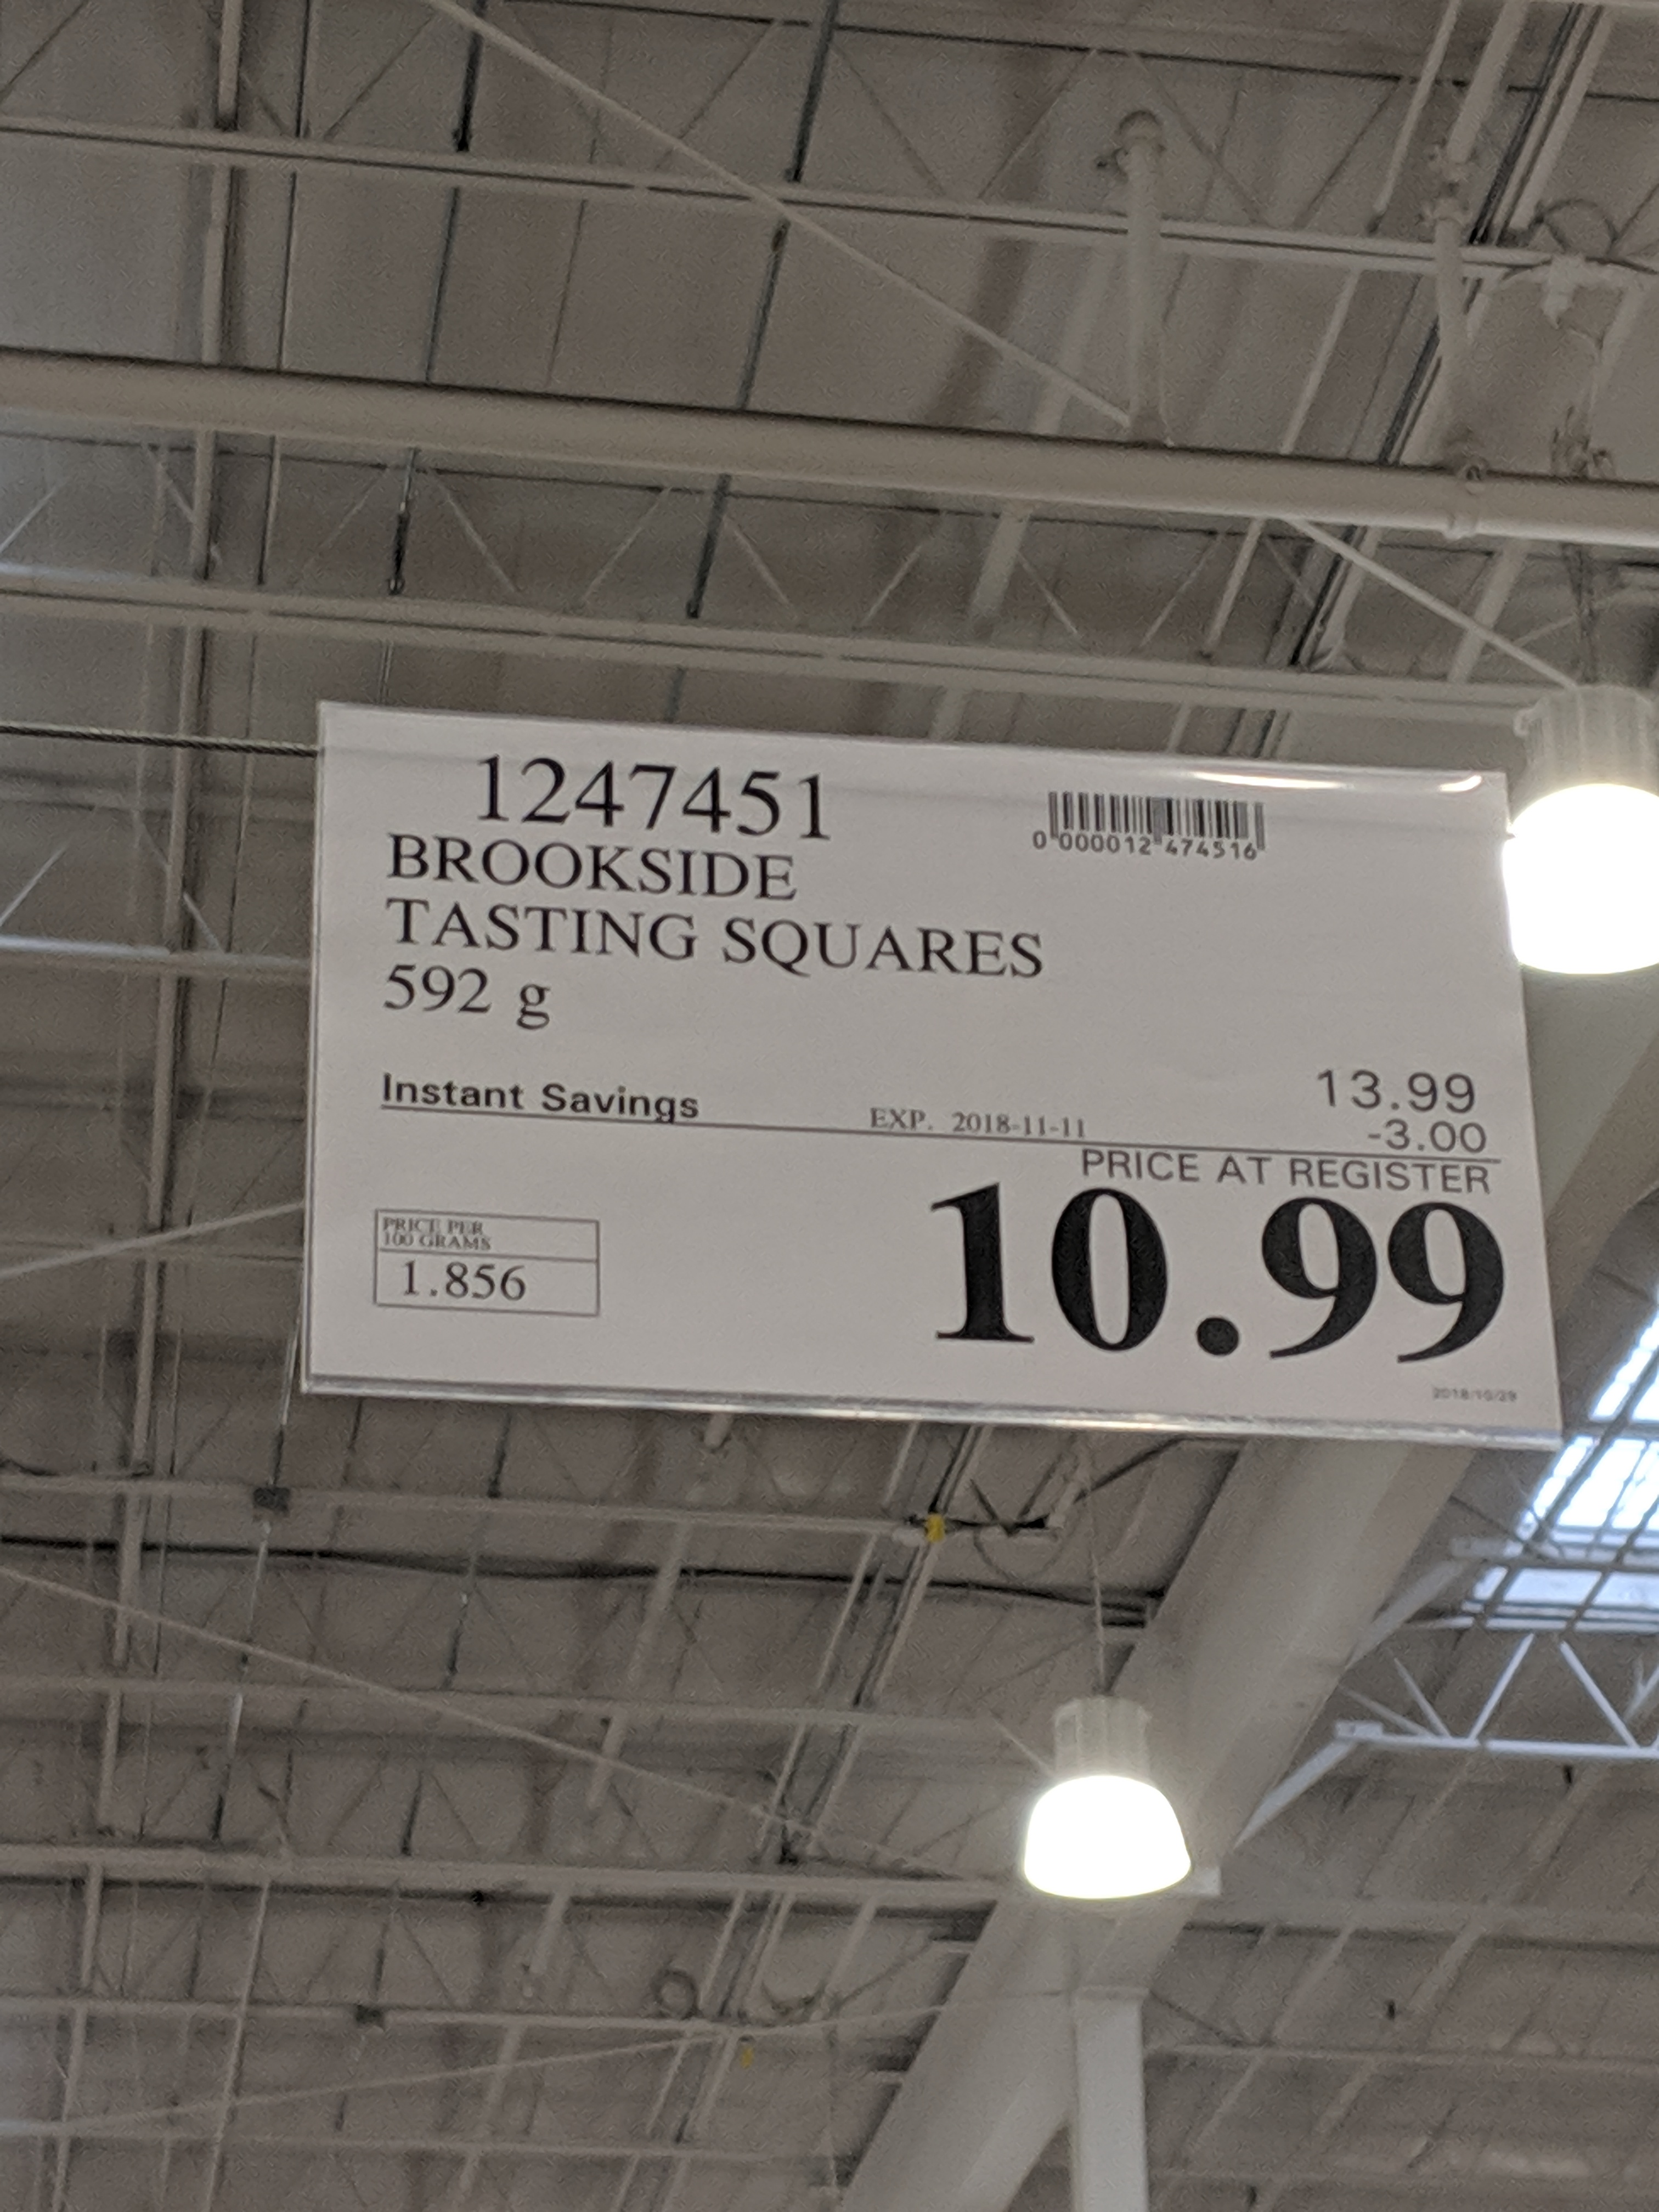 1247451
0 000012 474516
BROOKSIDE
TASTING SQUARES
592 g
13.99
Instant Savings EXP. 2018-11-11 -3.00
PRICE AT REGISTER
10.99
PRICE PER
100 GRAMS
1.856
2018/10/29